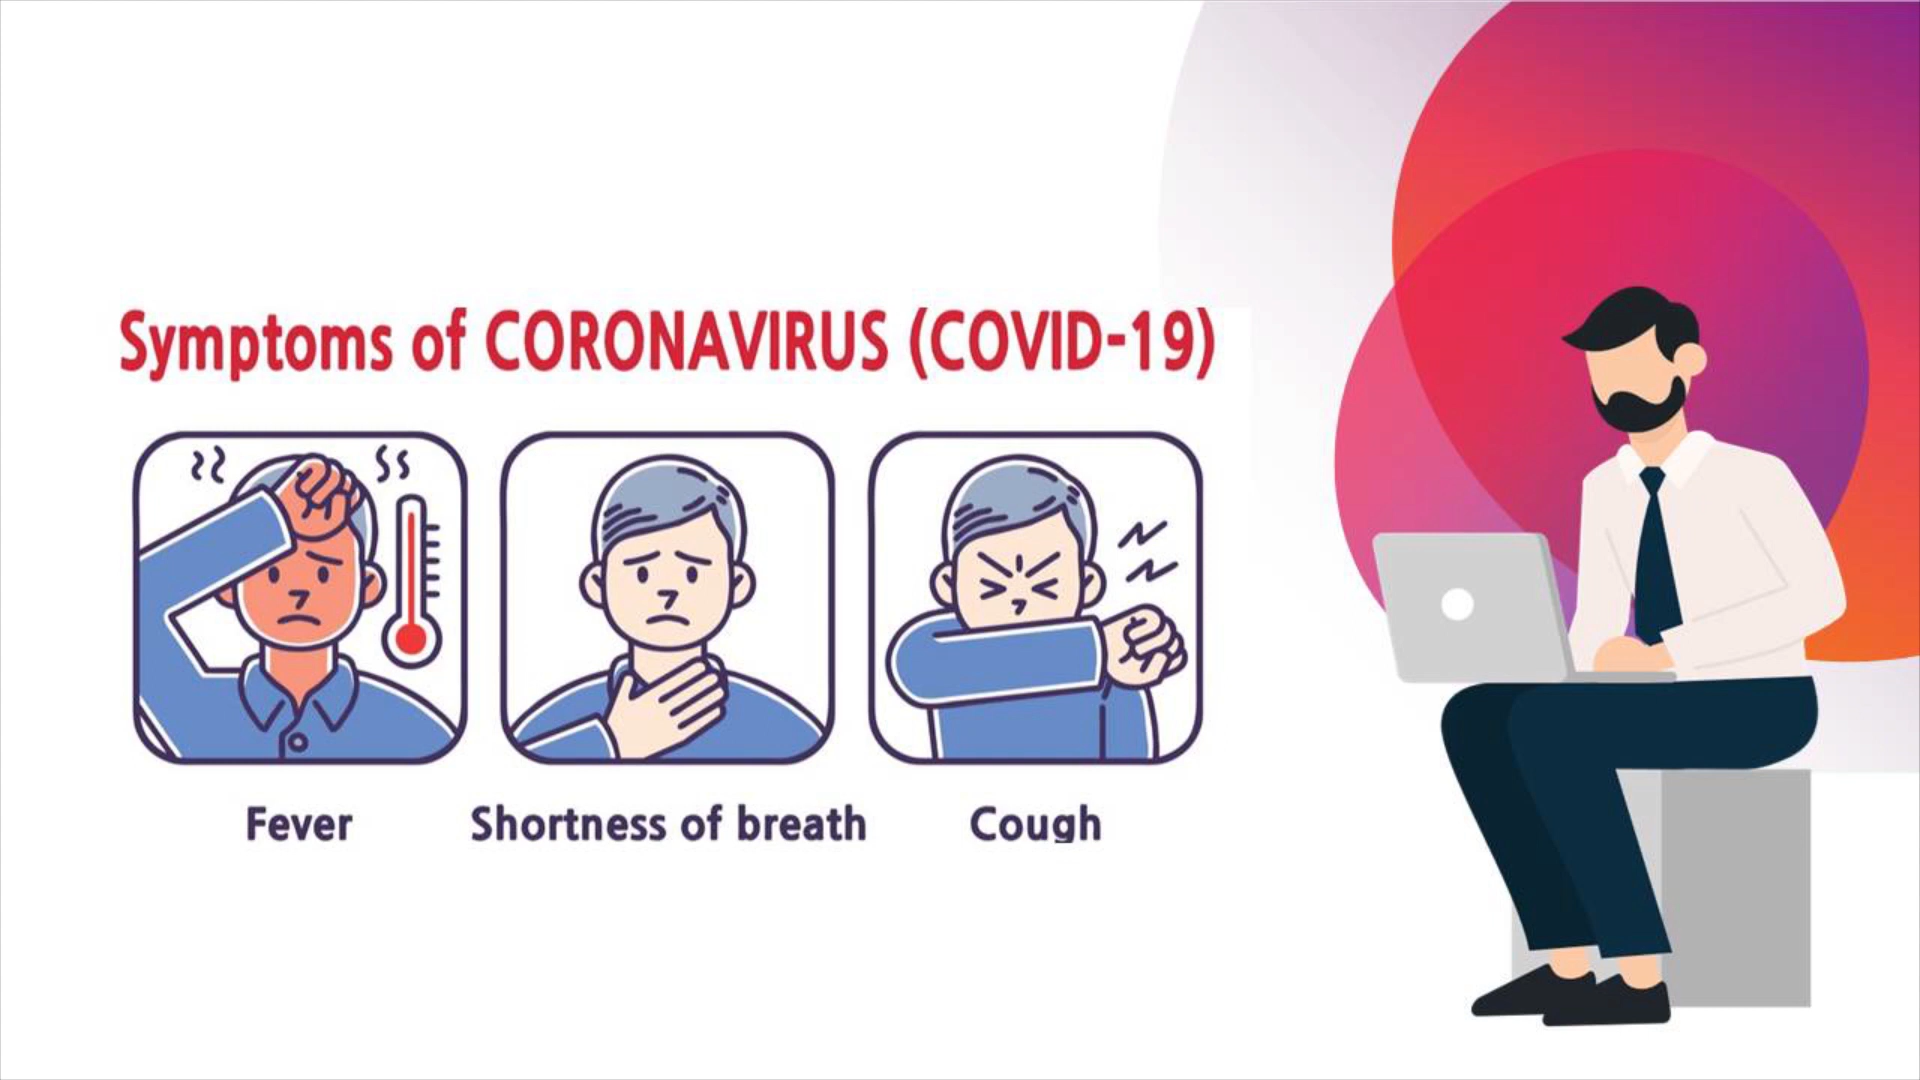 Symptoms of CORONAVIRUS (COVID-19)
Fever
Shortness of breath
Cough